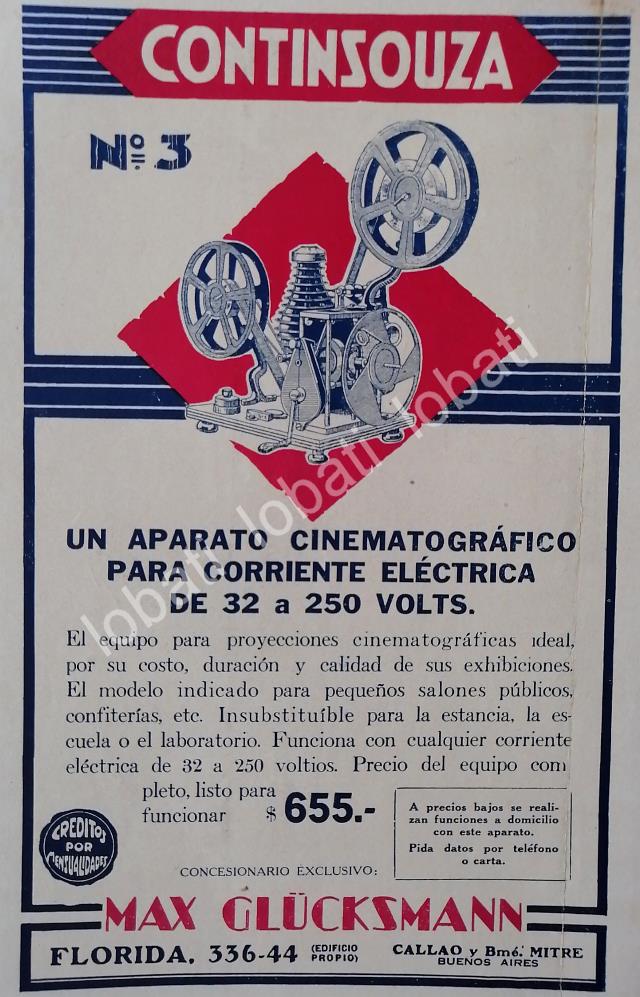 CONTINSOUZA
Nº 3
UN APARATO CINEMATOGRÁFICO
PARA CORRIENTE ELÉCTRICA
DE 32 a 250 VOLTS.
El equipo para proyecciones cinematográficas ideal,
por su costo, duración y calidad de sus exhibiciones.
El modelo indicado para pequeños salones públicos,
confiterías, etc. Insubstituíble para la estancia, la es-
cuela o el laboratorio. Funciona con cualquier corriente
eléctrica de 32 a 250 voltios. Precio del equipo com
pleto, listo para
funcionar $ 655.-
A precios bajos se reali-
zan funciones a domicilio
con este aparato.
Pida datos por teléfono
o carta.
CREDITOS
POR
MENSUALIDADES
CONCESIONARIO EXCLUSIVO:
MAX GLÜCKSMANN
FLORIDA, 336-44 (EDIFICIO PROPIO) CALLAO y Bmé. MITRE
BUENOS AIRES
lobati lobati lobati